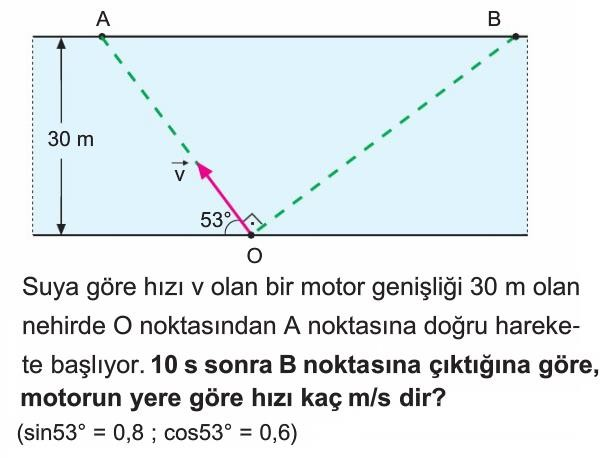 A B
30 m
v
53°
O
Suya göre hızı v olan bir motor genişliği 30 m olan
nehirde O noktasından A noktasına doğru hareke-
te başlıyor. 10 s sonra B noktasına çıktığına göre,
motorun yere göre hızı kaç m/s dir?
(sin53° = 0,8 ; cos53° = 0,6)